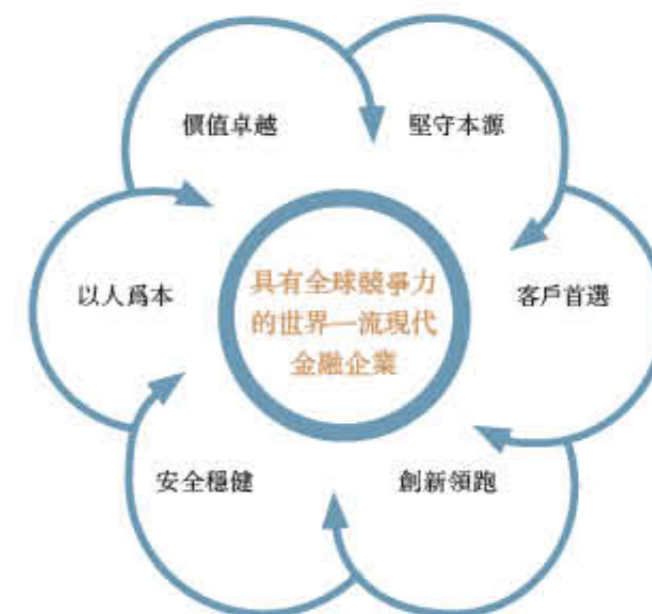 價值卓越
堅守本源
以人爲本
具有全球競爭力
的世界一流現代
金融企業
客戶首選
安全穩健
創新領跑